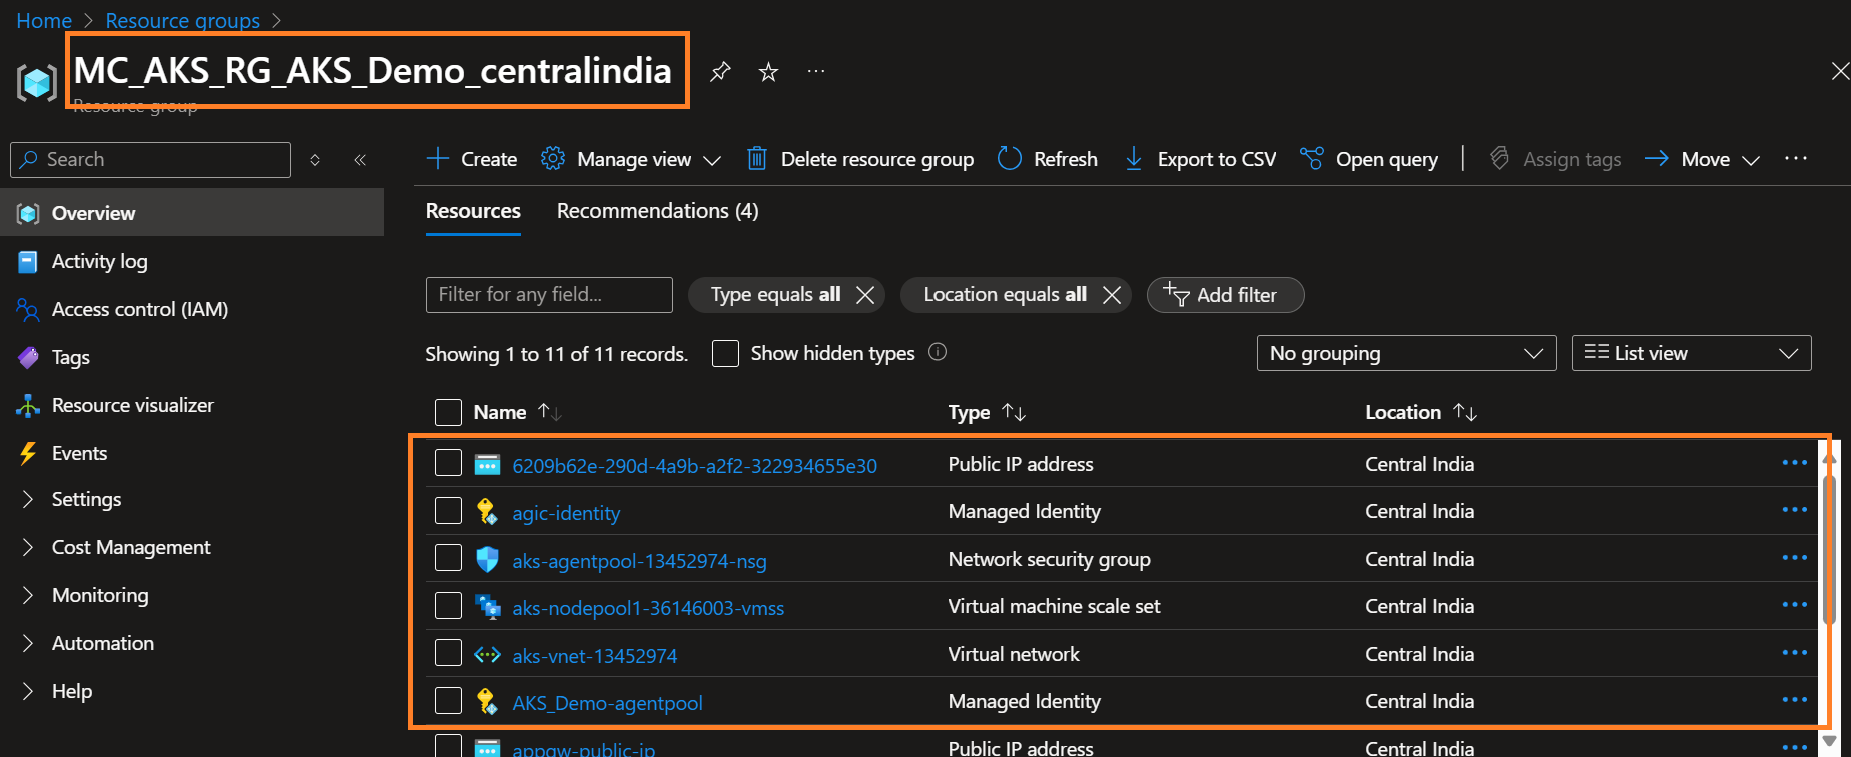 Home > Resource groups >
MC_AKS_RG_AKS_Demo_centralindia
Resource group
Search
Create Manage view Delete resource group Refresh Export to CSV Open query Assign tags Move
Overview
Activity log
Access control (IAM)
Tags
Resource visualizer
Events
Settings
Cost Management
Monitoring
Automation
Help
Resources Recommendations (4)
Filter for any field... Type equals all Location equals all Add filter
Showing 1 to 11 of 11 records. Show hidden types No grouping List view
Name Type Location
6209b62e-290d-4a9b-a2f2-322934655e30 Public IP address Central India
agic-identity Managed Identity Central India
aks-agentpool-13452974-nsg Network security group Central India
aks-nodepool1-36146003-vmss Virtual machine scale set Central India
aks-vnet-13452974 Virtual network Central India
AKS_Demo-agentpool Managed Identity Central India
appgw-public-ip Public IP address Central India